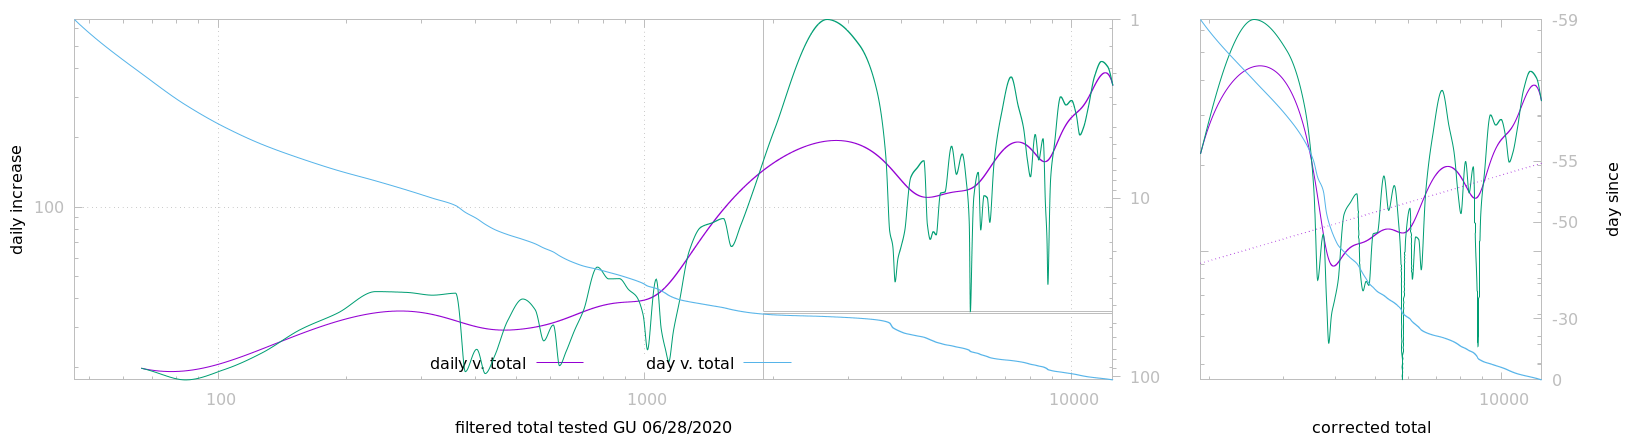 1
-59
-55
daily increase
100
10
day since
-50
-30
daily v. total
day v. total
100
0
100
1000
10000
10000
filtered total tested GU 06/28/2020
corrected total